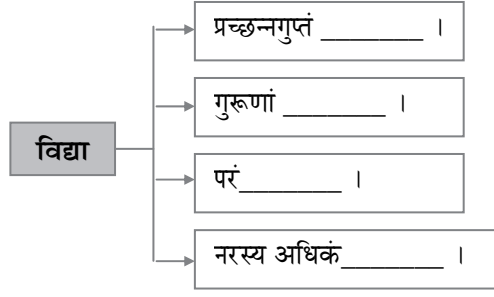 प्रच्छन्नगुप्तं ________ ।
गुरूणां ________ ।
विद्या
परं________ ।
नरस्य अधिकं________ ।